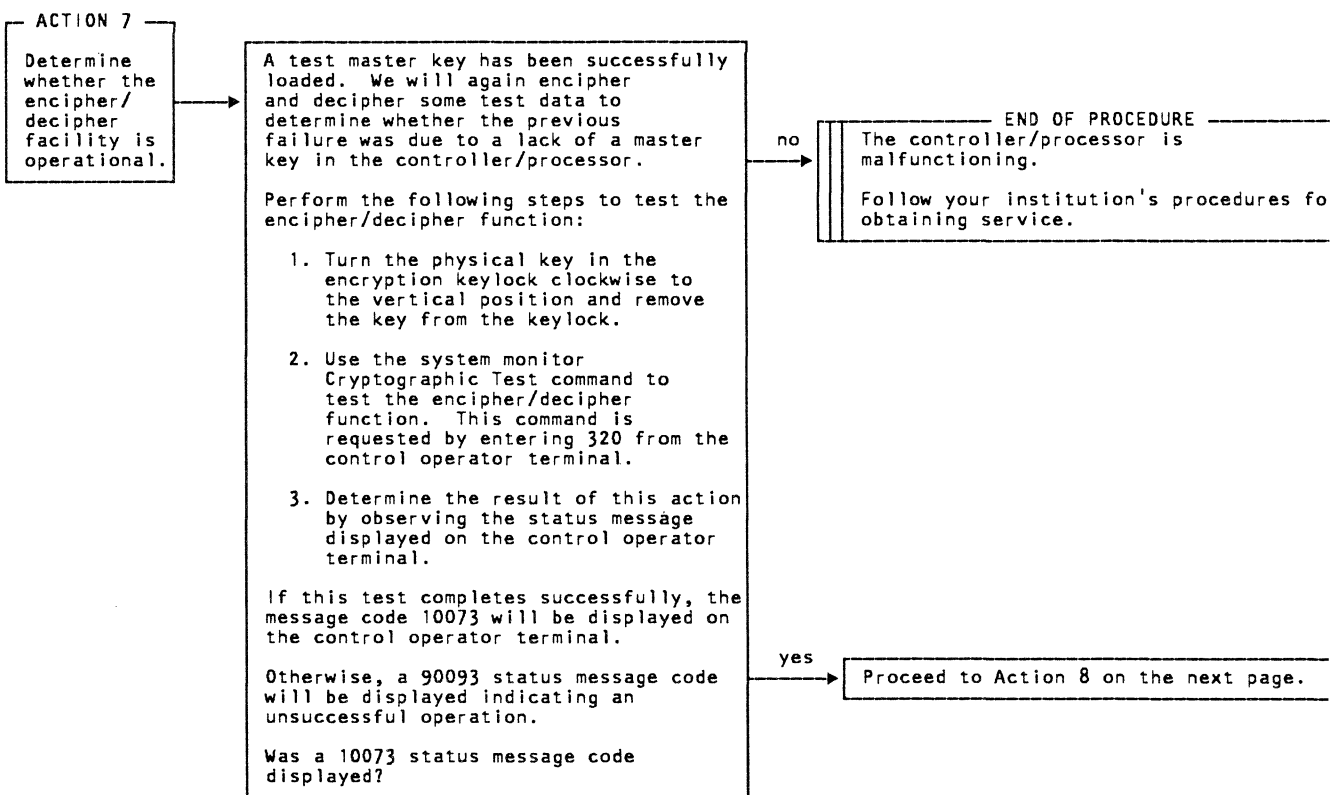 ACTION 7
Determine
whether the
encipher/
decipher
facility is
operational.
A test master key has been successfully
loaded. We will again encipher
and decipher some test data to
determine whether the previous
failure was due to a lack of a master
key in the controller/processor.
Perform the following steps to test the
encipher/decipher function:
1. Turn the physical key in the
encryption keylock clockwise to
the vertical position and remove
the key from the keylock.
2. Use the system monitor
Cryptographic Test command to
test the encipher/decipher
function. This command is
requested by entering 320 from the
control operator terminal.
3. Determine the result of this action
by observing the status message
displayed on the control operator
terminal.
If this test completes successfully, the
message code 10073 will be displayed on
the control operator terminal.
Otherwise, a 90093 status message code
will be displayed indicating an
unsuccessful operation.
Was a 10073 status message code
displayed?
no
END OF PROCEDURE
The controller/processor is
malfunctioning.
Follow your institution's procedures fo
obtaining service.
yes
Proceed to Action 8 on the next page.